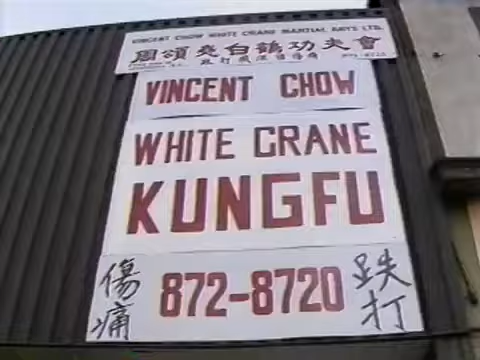 VINCENT CHOW WHITE CRANE MARTIAL ARTS LTD.
白鶴功夫會
VINCENT CHOW
WHITE CRANE
KUNGFU
傷痛
872-8720
跌打